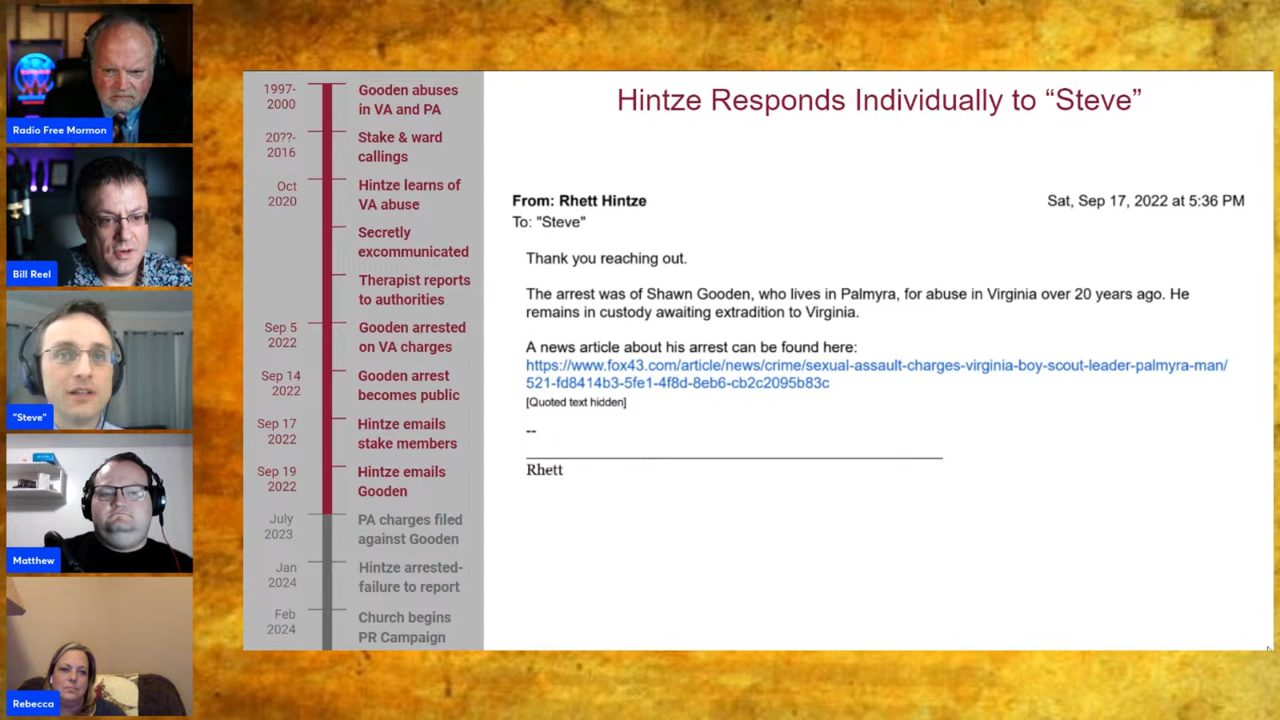 Radio Free Mormon
Bill Reel
"Steve"
Matthew
Rebecca
1997-
2000
Gooden abuses
in VA and PA
20??-
2016
Stake & ward
callings
Oct
2020
Hintze learns of
VA abuse
Secretly
excommunicated
Therapist reports
to authorities
Sep 5
2022
Gooden arrested
on VA charges
Sep 14
2022
Gooden arrest
becomes public
Sep 17
2022
Hintze emails
stake members
Sep 19
2022
Hintze emails
Gooden
July
2023
PA charges filed
against Gooden
Jan
2024
Hintze arrested-
failure to report
Feb
2024
Church begins
PR Campaign
Hintze Responds Individually to “Steve”
From: Rhett Hintze Sat, Sep 17, 2022 at 5:36 PM
To: "Steve"
Thank you reaching out.
The arrest was of Shawn Gooden, who lives in Palmyra, for abuse in Virginia over 20 years ago. He
remains in custody awaiting extradition to Virginia.
A news article about his arrest can be found here:
https://www.fox43.com/article/news/crime/sexual-assault-charges-virginia-boy-scout-leader-palmyra-man/
521-fd8414b3-5fe1-4f8d-8eb6-cb2c2095b83c
[Quoted text hidden]
--
Rhett